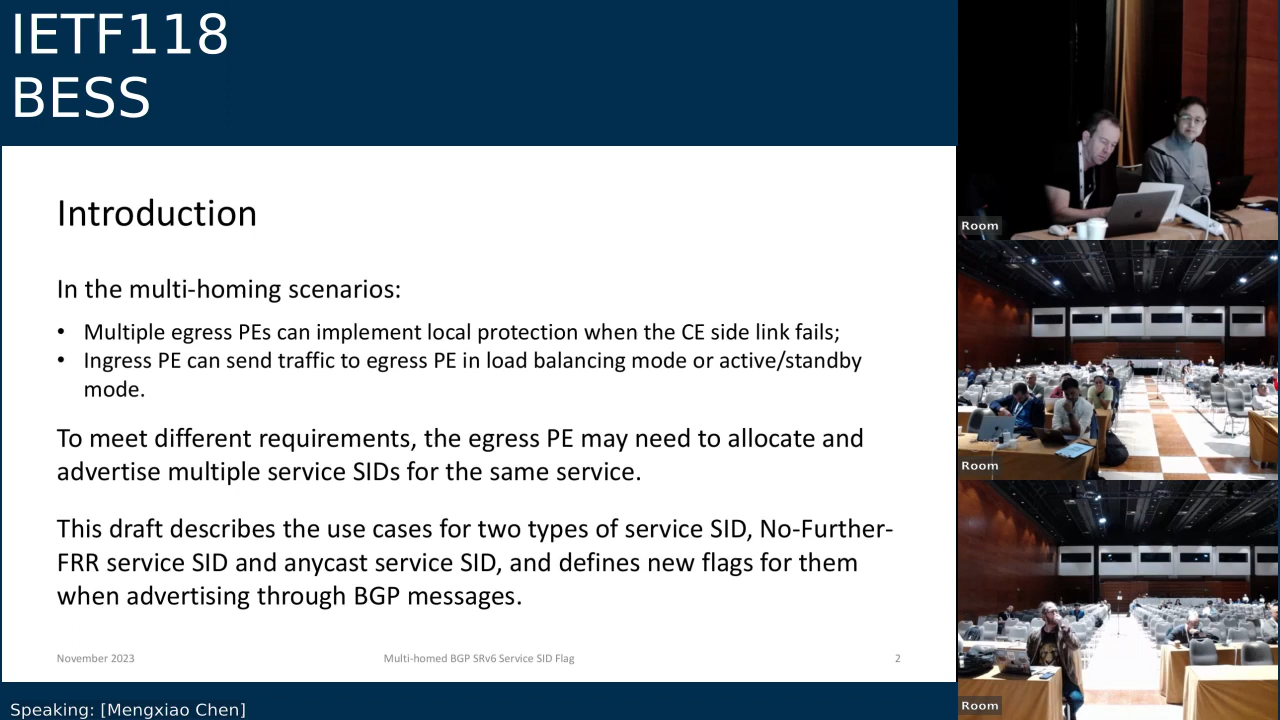 IETF118
BESS
Introduction
In the multi-homing scenarios:
• Multiple egress PEs can implement local protection when the CE side link fails;
• Ingress PE can send traffic to egress PE in load balancing mode or active/standby
mode.
To meet different requirements, the egress PE may need to allocate and
advertise multiple service SIDs for the same service.
This draft describes the use cases for two types of service SID, No-Further-
FRR service SID and anycast service SID, and defines new flags for them
when advertising through BGP messages.
November 2023
Multi-homed BGP SRv6 Service SID Flag
2
Speaking: [Mengxiao Chen]
Room
Room
Room